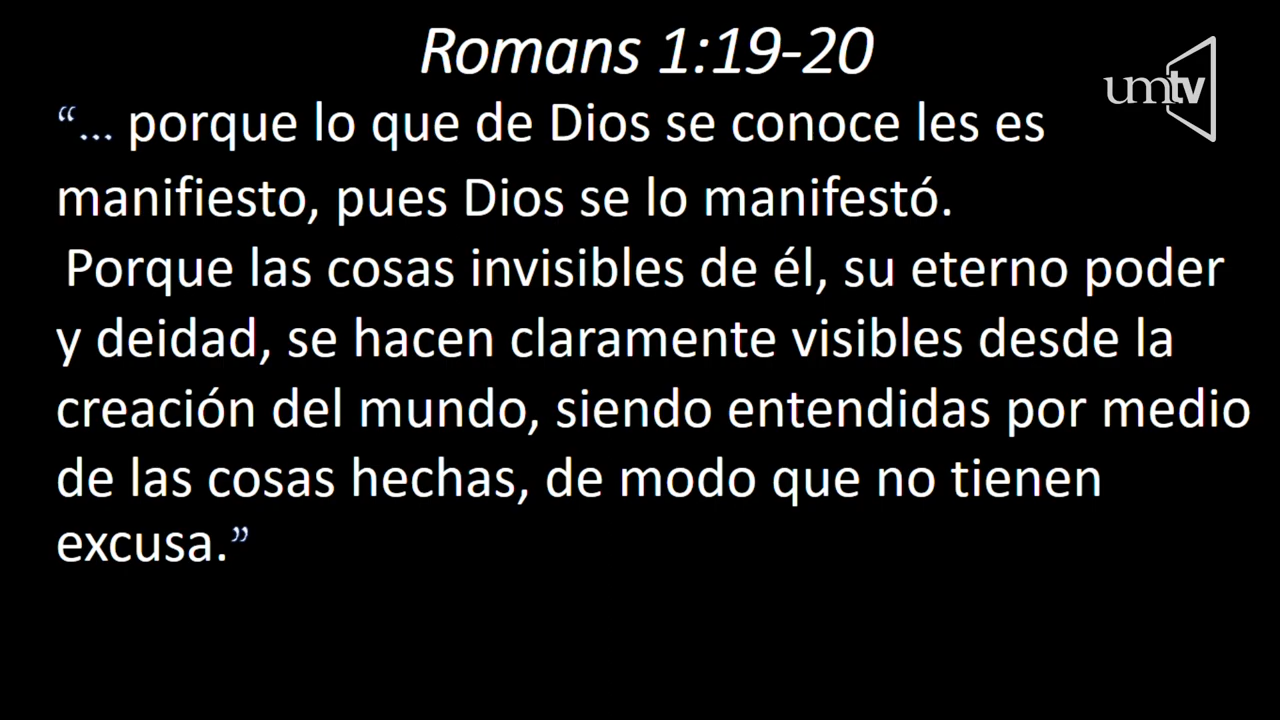 Romans 1:19-20
umtv
“... porque lo que de Dios se conoce les es
manifiesto, pues Dios se lo manifestó.
Porque las cosas invisibles de él, su eterno poder
y deidad, se hacen claramente visibles desde la
creación del mundo, siendo entendidas por medio
de las cosas hechas, de modo que no tienen
excusa.”